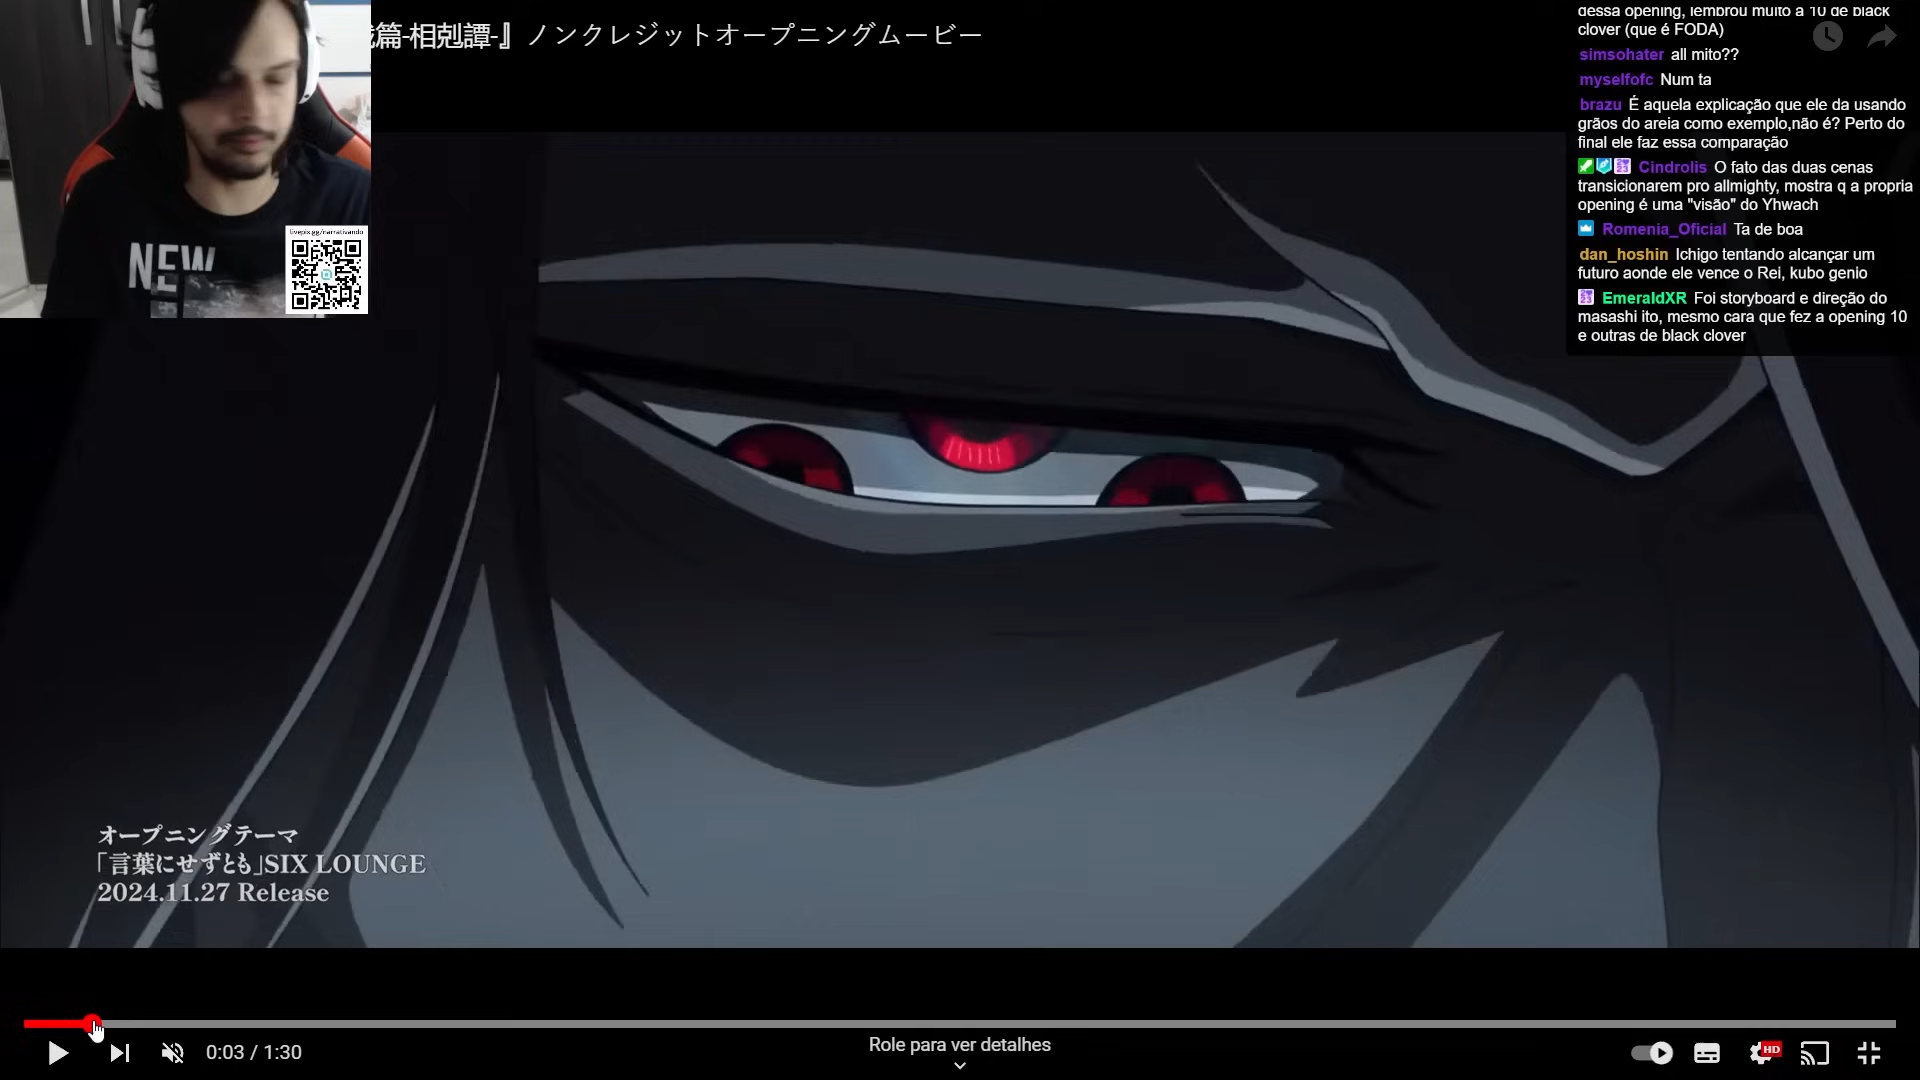 篇-相剋譚-』ノンクレジットオープニングムービー
dessa opening, lembrou muito a 10 de black
clover (que é FODA)
simsohater all mito??
myselfofc Num ta
brazu É aquela explicação que ele da usando
grãos do areia como exemplo,não é? Perto do
final ele faz essa comparação
Cindrolis O fato das duas cenas
transicionarem pro allmighty, mostra q a propria
opening é uma "visão" do Yhwach
Romenia_Oficial Ta de boa
dan_hoshin Ichigo tentando alcançar um
futuro aonde ele vence o Rei, kubo genio
EmeraldXR Foi storyboard e direção do
masashi ito, mesmo cara que fez a opening 10
e outras de black clover
livepix.gg/narrativando
NEW
オープニングテーマ
「言葉にせずとも」SIX LOUNGE
2024.11.27 Release
0:03 / 1:30
Role para ver detalhes
HD